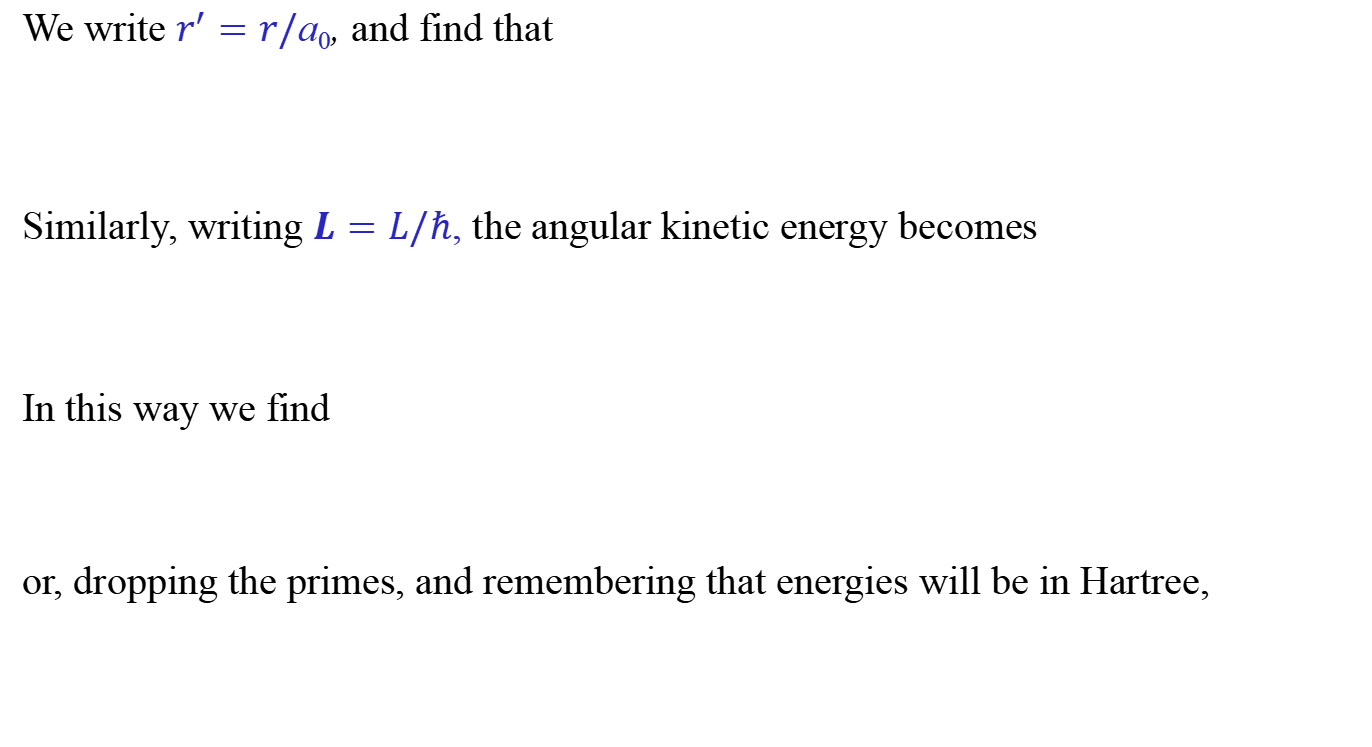 We write r′ = r/a₀, and find that
Similarly, writing L = L/ħ, the angular kinetic energy becomes
In this way we find
or, dropping the primes, and remembering that energies will be in Hartree,